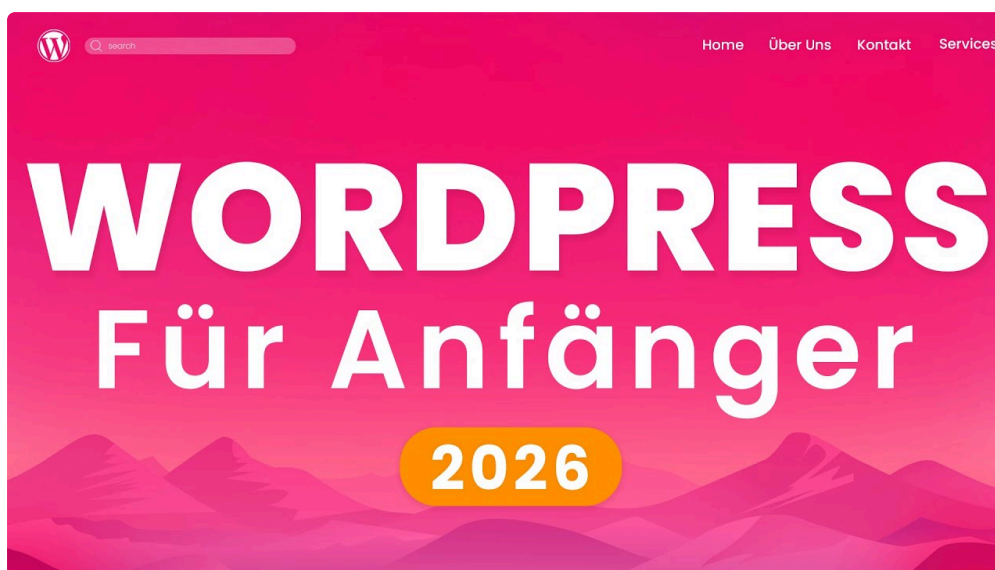 search
Home Über Uns Kontakt Services
WORDPRESS
Für Anfänger
2026